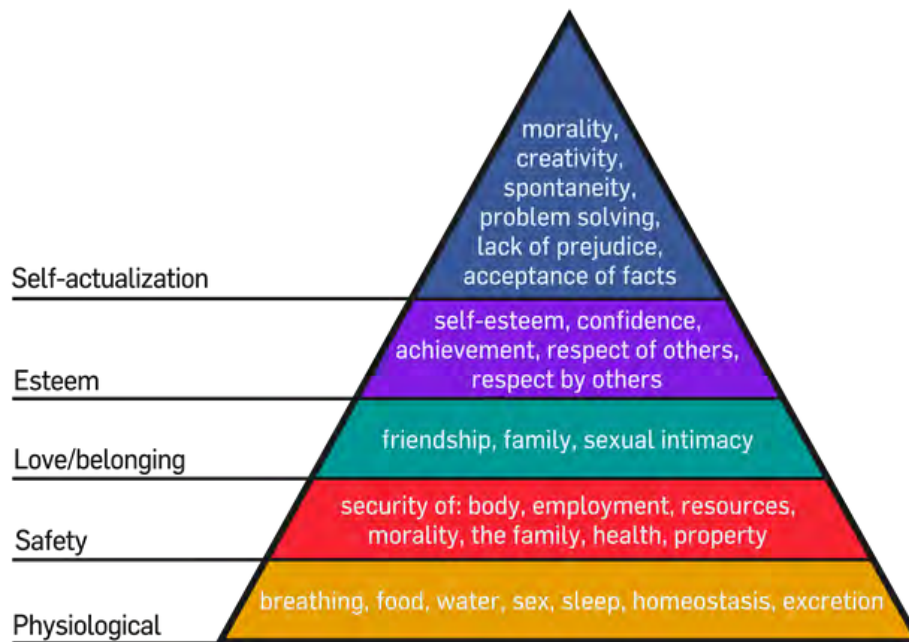 morality,
creativity,
spontaneity,
problem solving,
lack of prejudice,
acceptance of facts
Self-actualization
self-esteem, confidence,
achievement, respect of others,
respect by others
Esteem
friendship, family, sexual intimacy
Love/belonging
security of: body, employment, resources,
morality, the family, health, property
Safety
breathing, food, water, sex, sleep, homeostasis, excretion
Physiological